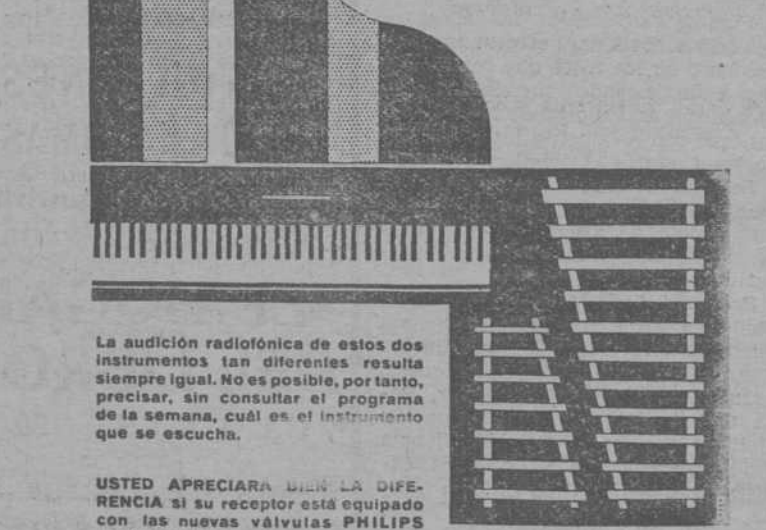 La audición radiofónica de estos dos
instrumentos tan diferentes resulta
siempre igual. No es posible, por tanto,
precisar, sin consultar el programa
de la semana, cuál es el instrumento
que se escucha.
USTED APRECIARA BIEN LA DIFE-
RENCIA si su receptor está equipado
con las nuevas válvulas PHILIPS